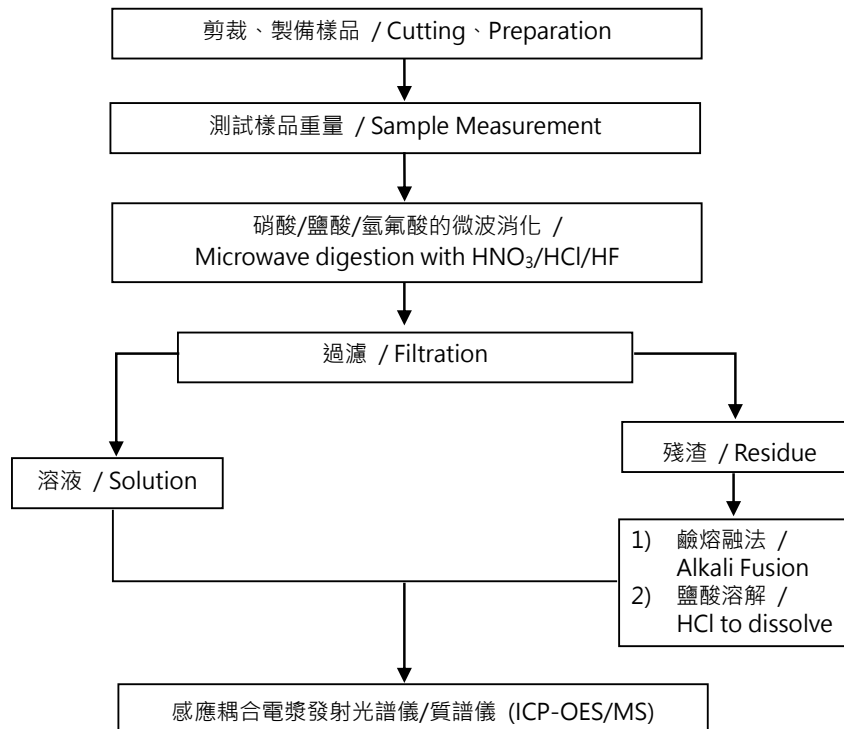 剪裁、製備樣品 / Cutting、Preparation
測試樣品重量 / Sample Measurement
硝酸/鹽酸/氫氟酸的微波消化 /
Microwave digestion with HNO₃/HCl/HF
過濾 / Filtration
溶液 / Solution
殘渣 / Residue
1) 鹼熔融法 /
Alkali Fusion
2) 鹽酸溶解 /
HCl to dissolve
感應耦合電漿發射光譜儀/質譜儀 (ICP-OES/MS)